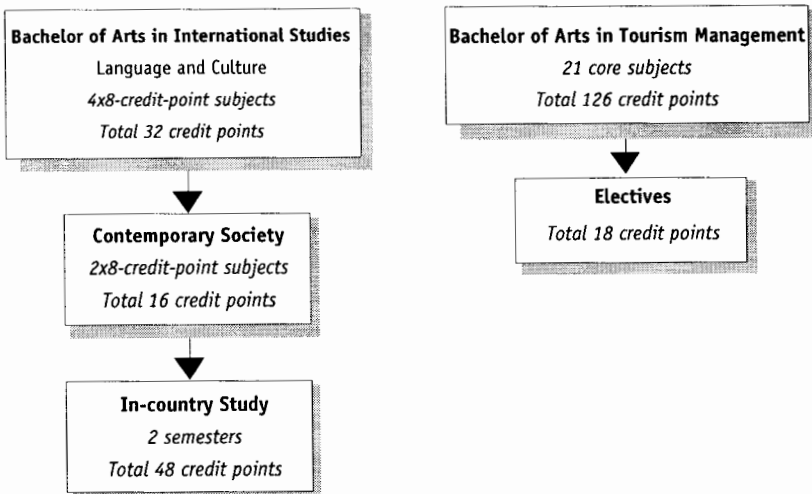 Bachelor of Arts in International Studies
Language and Culture
4x8-credit-point subjects
Total 32 credit points
Contemporary Society
2x8-credit-point subjects
Total 16 credit points
In-country Study
2 semesters
Total 48 credit points
Bachelor of Arts in Tourism Management
21 core subjects
Total 126 credit points
Electives
Total 18 credit points